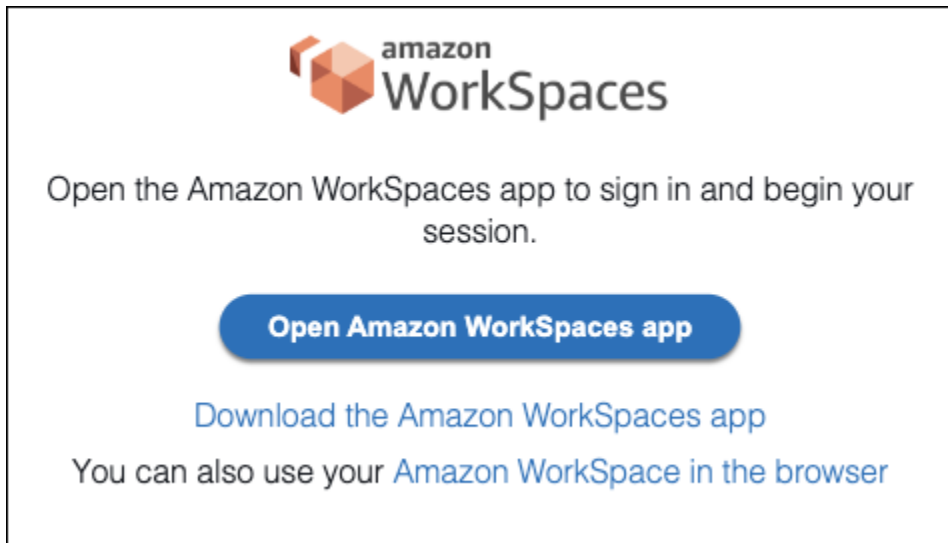 amazon
WorkSpaces
Open the Amazon WorkSpaces app to sign in and begin your
session.
Open Amazon WorkSpaces app
Download the Amazon WorkSpaces app
You can also use your Amazon WorkSpace in the browser